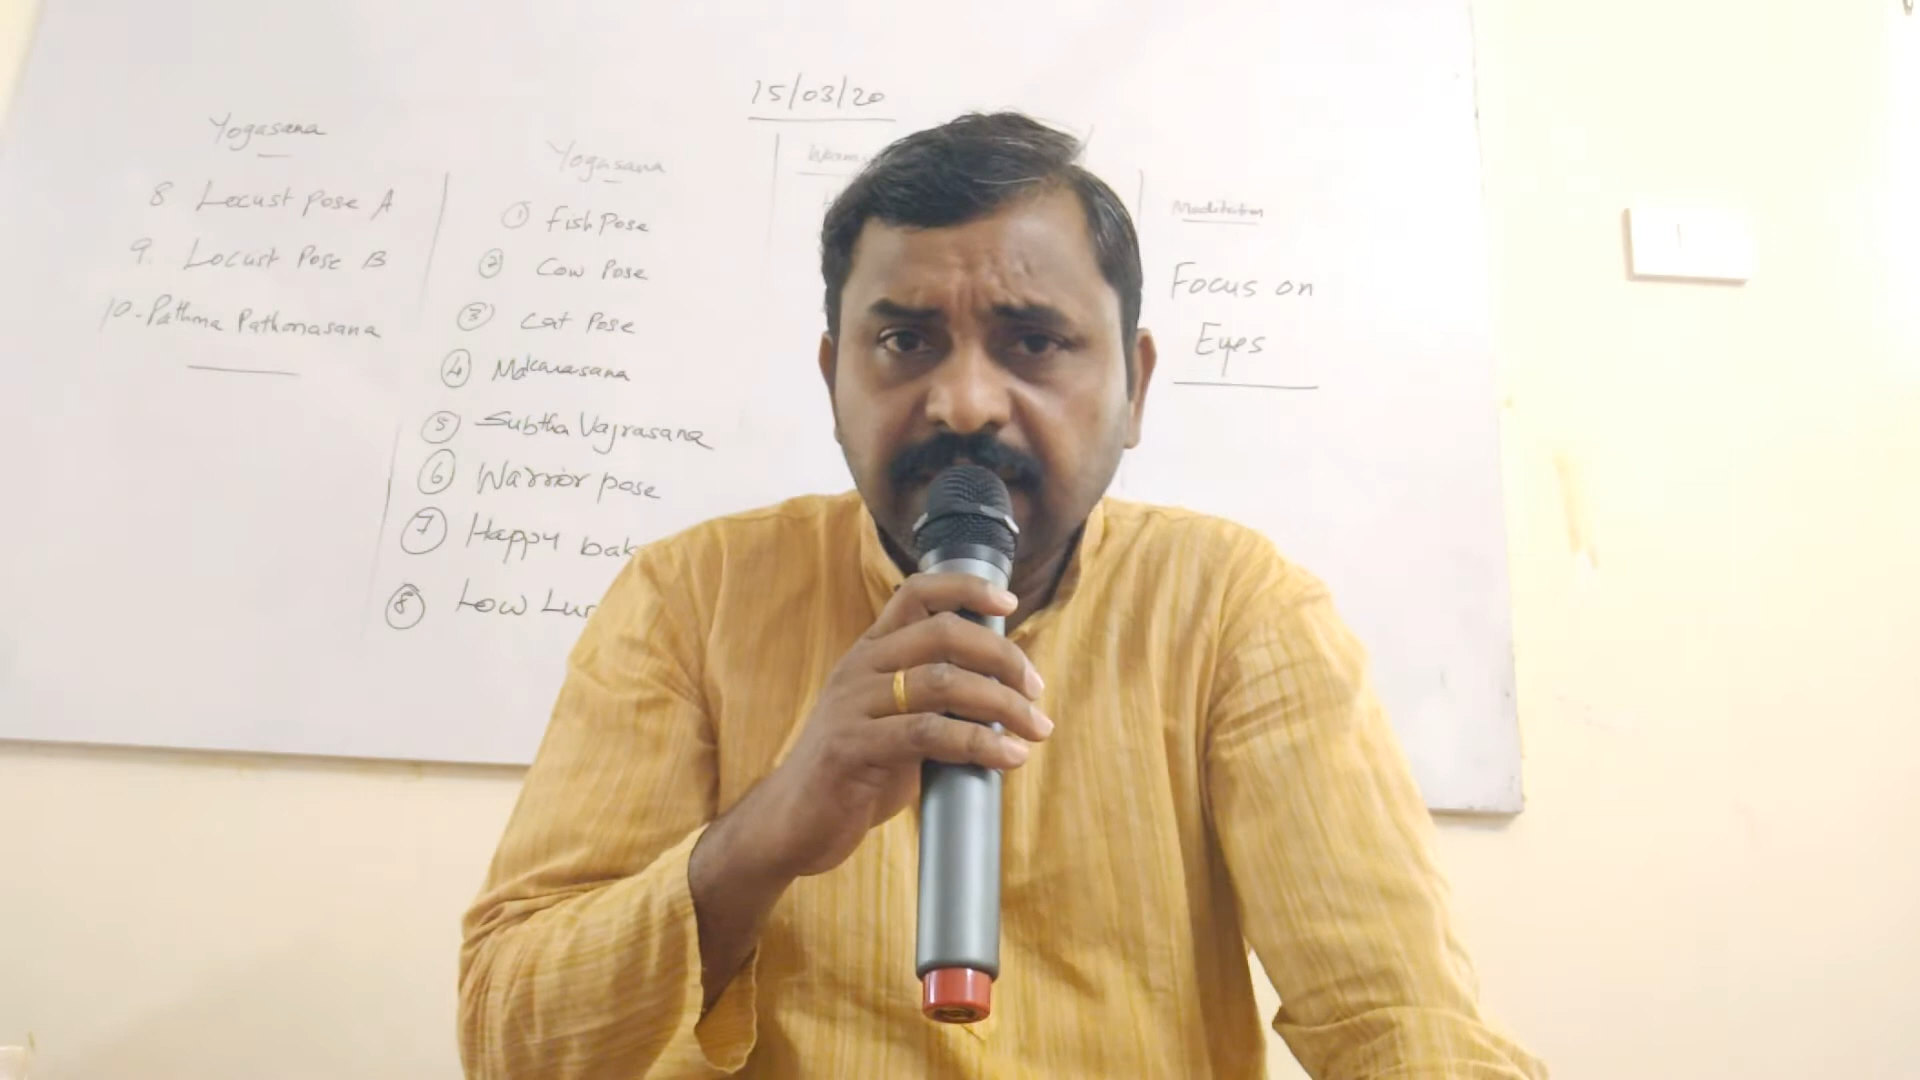 15/03/20
Yogasana
8 Locust pose A
9. Locust Pose B
10-Pathma Pathmasana
Yogasana
1 fish Pose
2 Cow Pose
3 Cat Pose
4 Makarasana
5 Subtha Vajrasana
6 Warrior pose
7 Happy
8 Low
Meditation
Focus on
Eyes